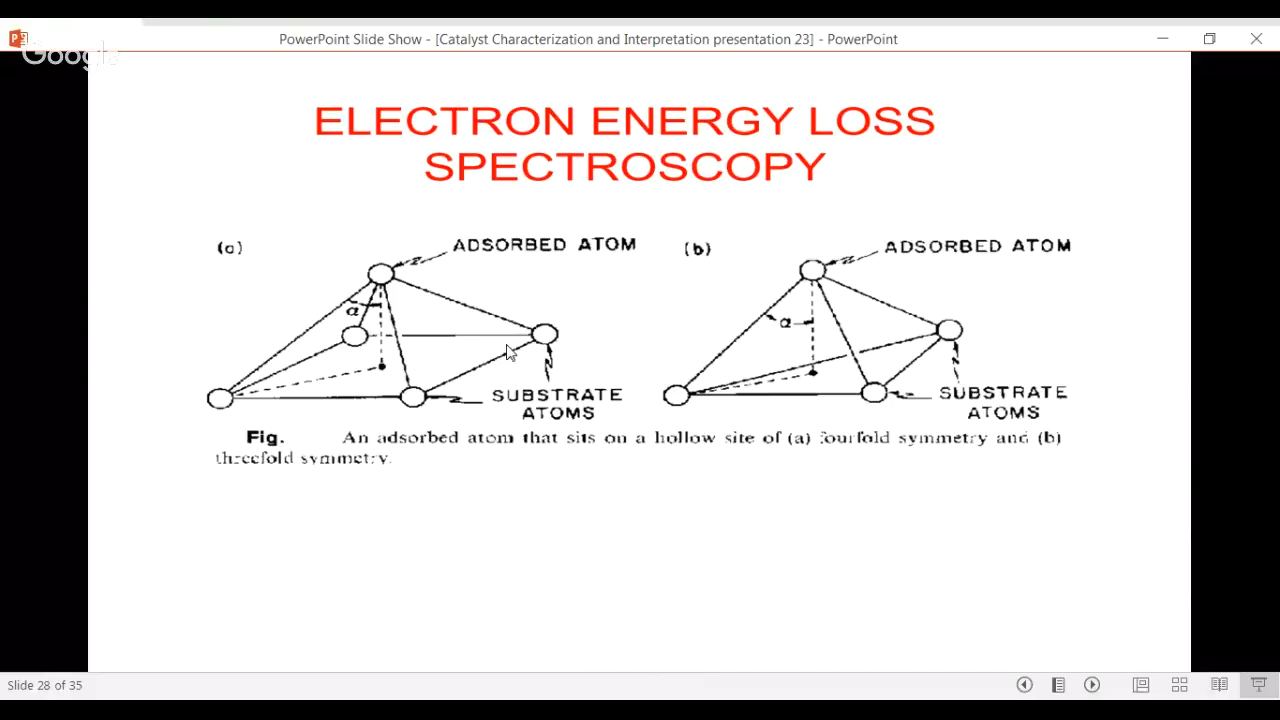 PowerPoint Slide Show - [Catalyst Characterization and Interpretation presentation 23] - PowerPoint
Google
ELECTRON ENERGY LOSS
SPECTROSCOPY
(a)
ADSORBED ATOM
α
SUBSTRATE
ATOMS
(b)
ADSORBED ATOM
α
SUBSTRATE
ATOMS
Fig. An adsorbed atom that sits on a hollow site of (a) fourfold symmetry and (b)
threefold symmetry.
Slide 28 of 35